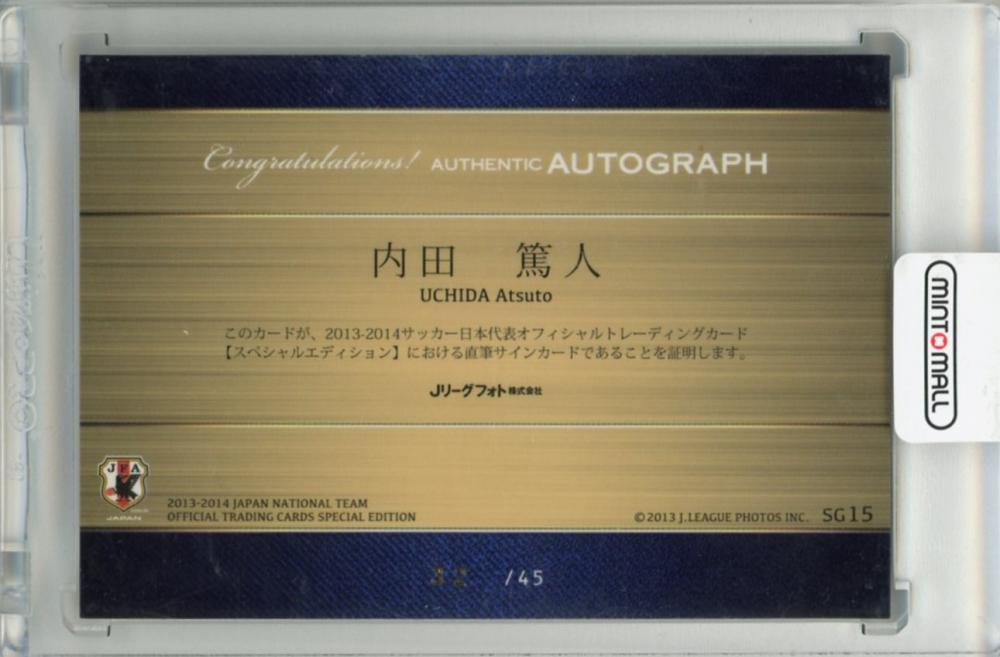 Congratulations! AUTHENTIC AUTOGRAPH
内田 篤人
UCHIDA Atsuto
このカードが、2013-2014サッカー日本代表オフィシャルトレーディングカード
【スペシャルエディション】における直筆サインカードであることを証明します。
Jリーグフォト株式会社
JFA
JAPAN
2013-2014 JAPAN NATIONAL TEAM
OFFICIAL TRADING CARDS SPECIAL EDITION
©2013 J.LEAGUE PHOTOS INC. SG15
32 /45
MINTOMALL